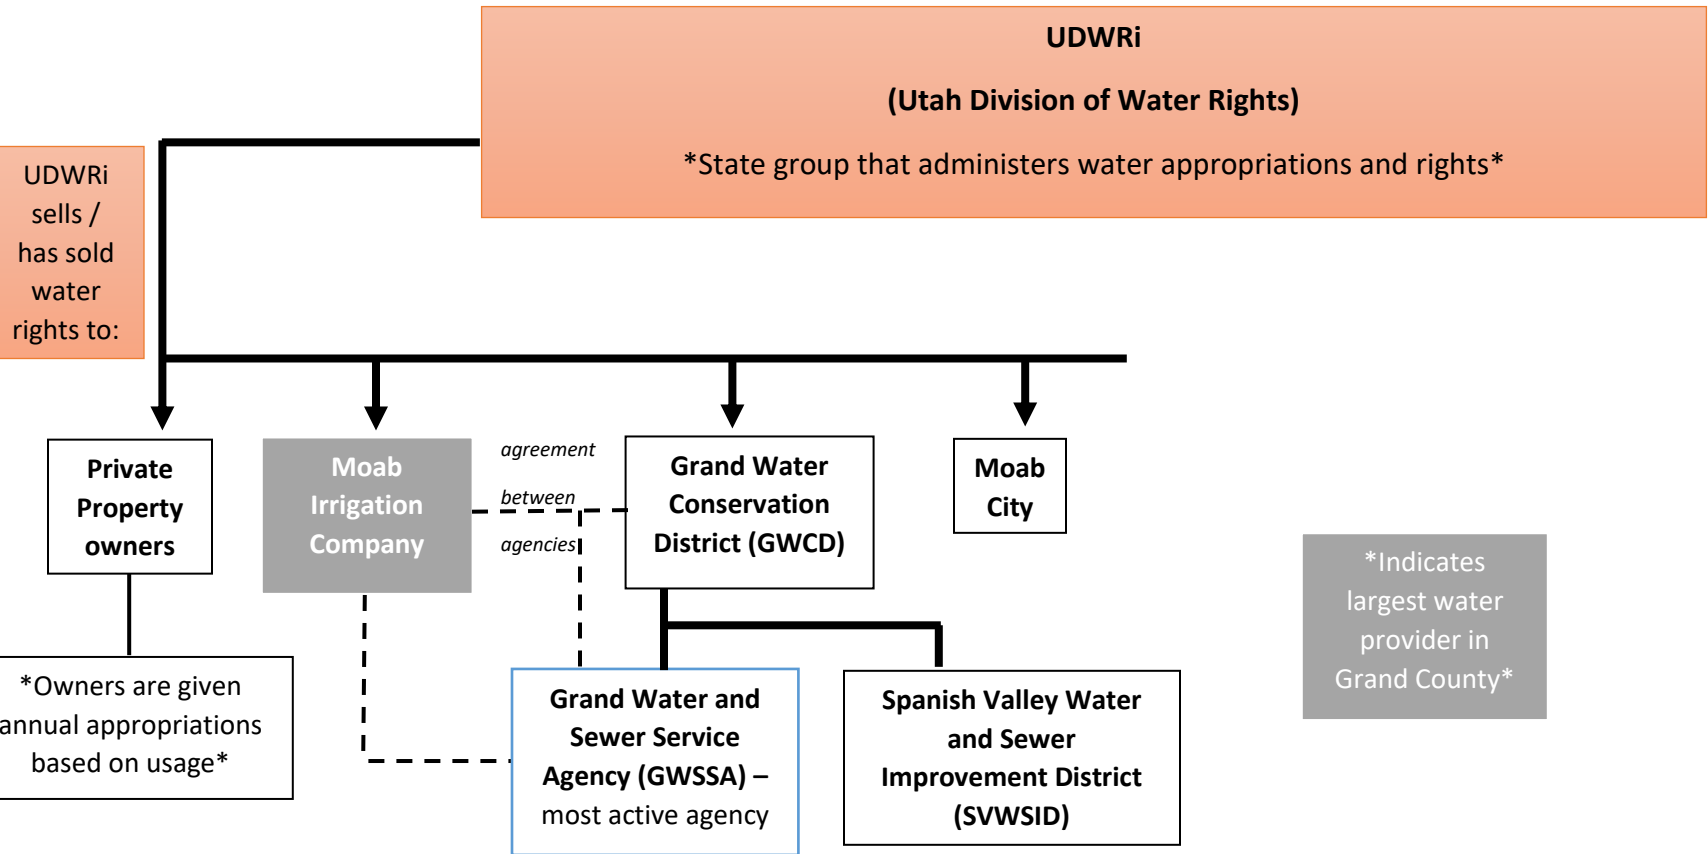 UDWRi
(Utah Division of Water Rights)
*State group that administers water appropriations and rights*
UDWRi
sells /
has sold
water
rights to:
Private
Property
owners
Moab
Irrigation
Company
agreement
between
agencies
Grand Water
Conservation
District (GWCD)
Moab
City
*Indicates
largest water
provider in
Grand County*
*Owners are given
annual appropriations
based on usage*
Grand Water and
Sewer Service
Agency (GWSSA) –
most active agency
Spanish Valley Water
and Sewer
Improvement District
(SVWSID)